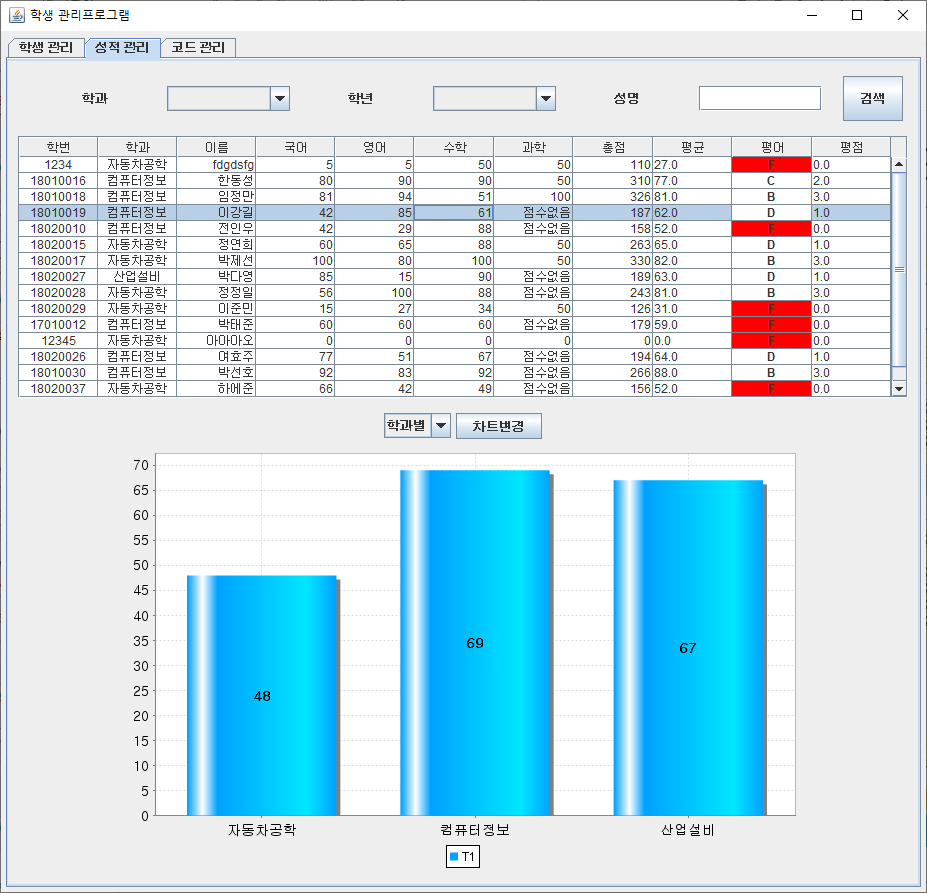 학생 관리프로그램
학생 관리 성적 관리 코드 관리
학과 학년 성명 검색
학번 학과 이름 국어 영어 수학 과학 총점 평균 평어 평점
1234 자동차공학 fdgdsfg 5 5 50 50 110 27.0 F 0.0
18010016 컴퓨터정보 한동성 80 90 90 50 310 77.0 C 2.0
18010018 컴퓨터정보 임정만 81 94 51 100 326 81.0 B 3.0
18010019 컴퓨터정보 이강길 42 85 61 점수없음 187 62.0 D 1.0
18020010 컴퓨터정보 전인우 42 29 88 점수없음 158 52.0 F 0.0
18020015 자동차공학 정연희 60 65 88 50 263 65.0 D 1.0
18020017 자동차공학 박제선 100 80 100 50 330 82.0 B 3.0
18020027 산업설비 박다영 85 15 90 점수없음 189 63.0 D 1.0
18020028 자동차공학 정정일 56 100 88 점수없음 243 81.0 B 3.0
18020029 자동차공학 이준민 15 27 34 50 126 31.0 F 0.0
17010012 컴퓨터정보 박태준 60 60 60 점수없음 179 59.0 F 0.0
12345 자동차공학 아마아오 0 0 0 0 0 0.0 F 0.0
18020026 컴퓨터정보 여효주 77 51 67 점수없음 194 64.0 D 1.0
18010030 컴퓨터정보 박선호 92 83 92 점수없음 266 88.0 B 3.0
18020037 자동차공학 하예준 66 42 49 점수없음 156 52.0 F 0.0
학과별 차트변경
70
65
60
55
50
45
40
35
30
25
20
15
10
5
0
48 69 67
자동차공학 컴퓨터정보 산업설비
T1